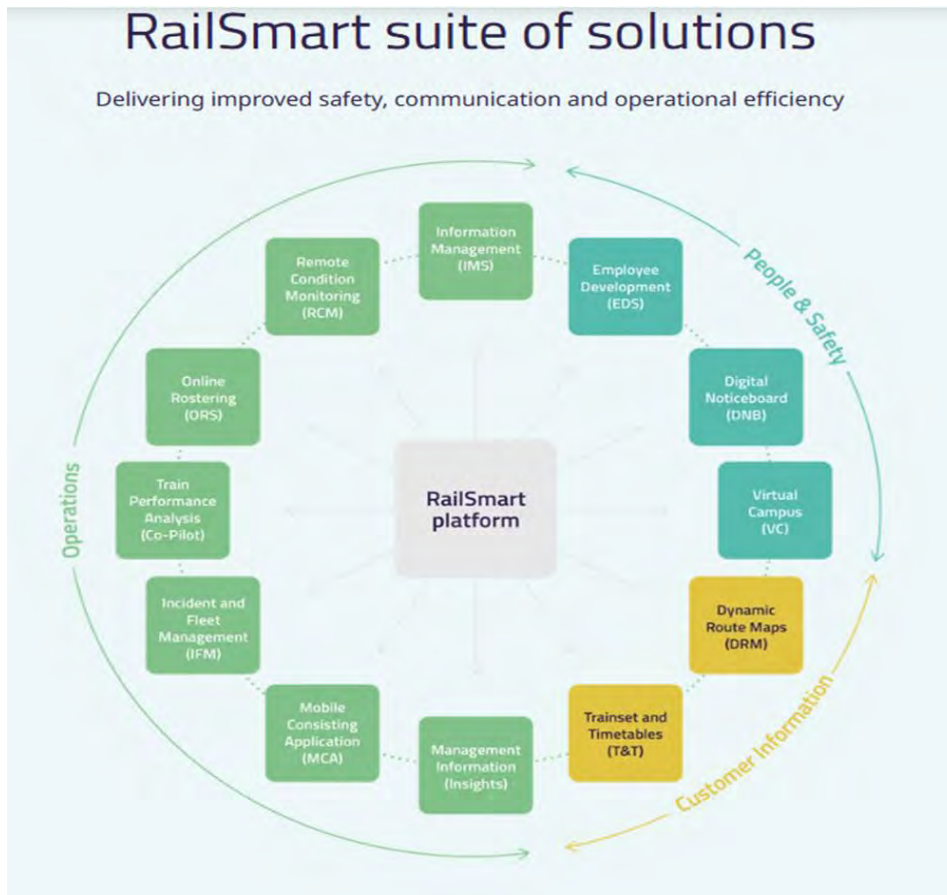 RailSmart suite of solutions
Delivering improved safety, communication and operational efficiency
Information
Management
(IMS)
Employee
Development
(EDS)
Digital
Noticeboard
(DNB)
Virtual
Campus
(VC)
Dynamic
Route Maps
(DRM)
Trainset and
Timetables
(T&T)
Management
Information
(Insights)
Mobile
Consisting
Application
(MCA)
Incident and
Fleet
Management
(IFM)
Train
Performance
Analysis
(Co-Pilot)
Online
Rostering
(ORS)
Remote
Condition
Monitoring
(RCM)
RailSmart
platform
People & Safety
Customer Information
Operations